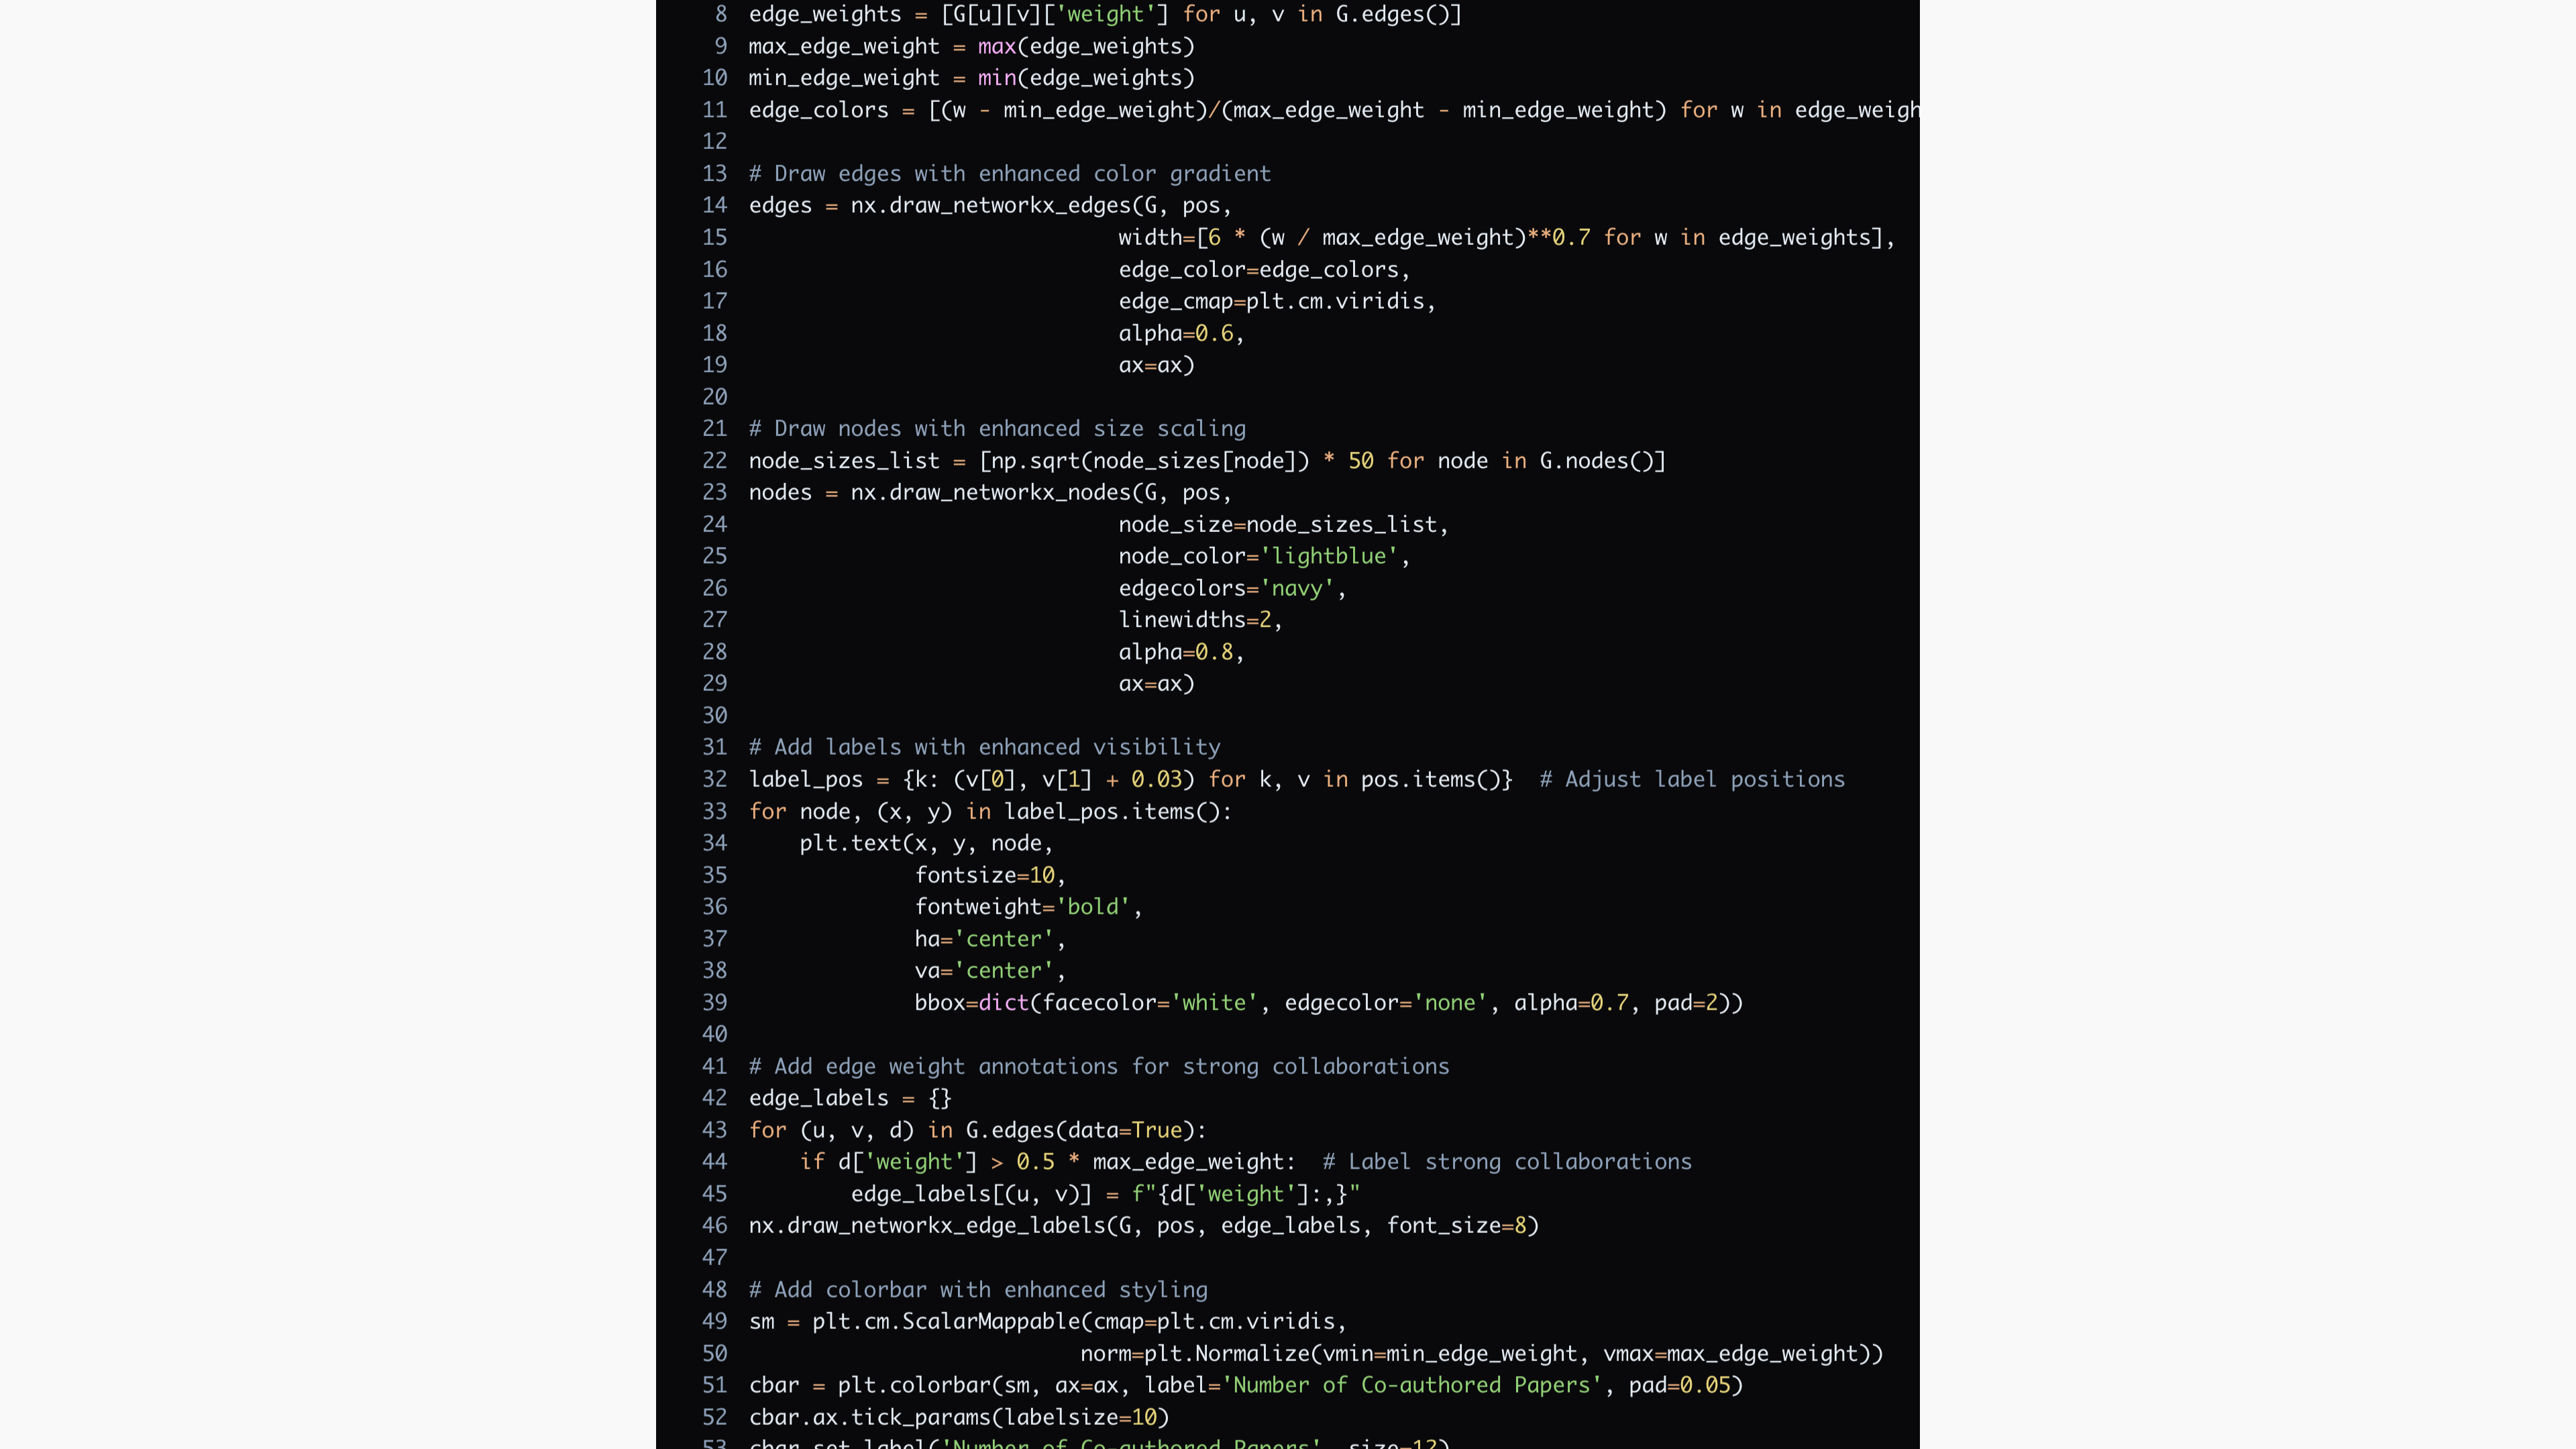 8 edge_weights = [G[u][v]['weight'] for u, v in G.edges()]
9 max_edge_weight = max(edge_weights)
10 min_edge_weight = min(edge_weights)
11 edge_colors = [(w - min_edge_weight)/(max_edge_weight - min_edge_weight) for w in edge_weigh
12
13 # Draw edges with enhanced color gradient
14 edges = nx.draw_networkx_edges(G, pos,
15                              width=[6 * (w / max_edge_weight)**0.7 for w in edge_weights],
16                              edge_color=edge_colors,
17                              edge_cmap=plt.cm.viridis,
18                              alpha=0.6,
19                              ax=ax)
20
21 # Draw nodes with enhanced size scaling
22 node_sizes_list = [np.sqrt(node_sizes[node]) * 50 for node in G.nodes()]
23 nodes = nx.draw_networkx_nodes(G, pos,
24                              node_size=node_sizes_list,
25                              node_color='lightblue',
26                              edgecolors='navy',
27                              linewidths=2,
28                              alpha=0.8,
29                              ax=ax)
30
31 # Add labels with enhanced visibility
32 label_pos = {k: (v[0], v[1] + 0.03) for k, v in pos.items()}  # Adjust label positions
33 for node, (x, y) in label_pos.items():
34     plt.text(x, y, node,
35              fontsize=10,
36              fontweight='bold',
37              ha='center',
38              va='center',
39              bbox=dict(facecolor='white', edgecolor='none', alpha=0.7, pad=2))
40
41 # Add edge weight annotations for strong collaborations
42 edge_labels = {}
43 for (u, v, d) in G.edges(data=True):
44     if d['weight'] > 0.5 * max_edge_weight:  # Label strong collaborations
45         edge_labels[(u, v)] = f"{d['weight']:,}"
46 nx.draw_networkx_edge_labels(G, pos, edge_labels, font_size=8)
47
48 # Add colorbar with enhanced styling
49 sm = plt.cm.ScalarMappable(cmap=plt.cm.viridis,
50                           norm=plt.Normalize(vmin=min_edge_weight, vmax=max_edge_weight))
51 cbar = plt.colorbar(sm, ax=ax, label='Number of Co-authored Papers', pad=0.05)
52 cbar.ax.tick_params(labelsize=10)
53 cbar.set_label('Number of Co-authored Papers', size=12)